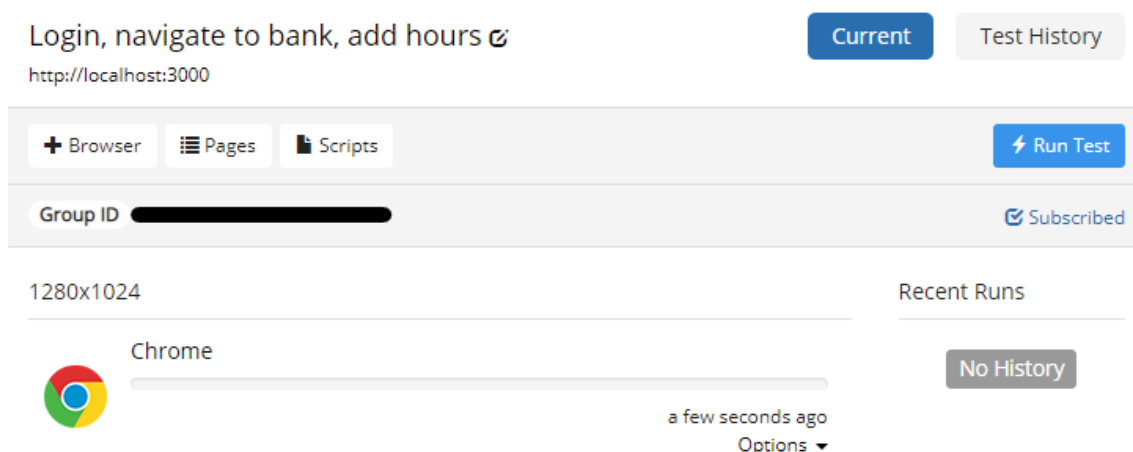 Login, navigate to bank, add hours
Current
Test History
http://localhost:3000
Browser
Pages
Scripts
Run Test
Group ID
Subscribed
1280x1024
Recent Runs
Chrome
No History
a few seconds ago
Options